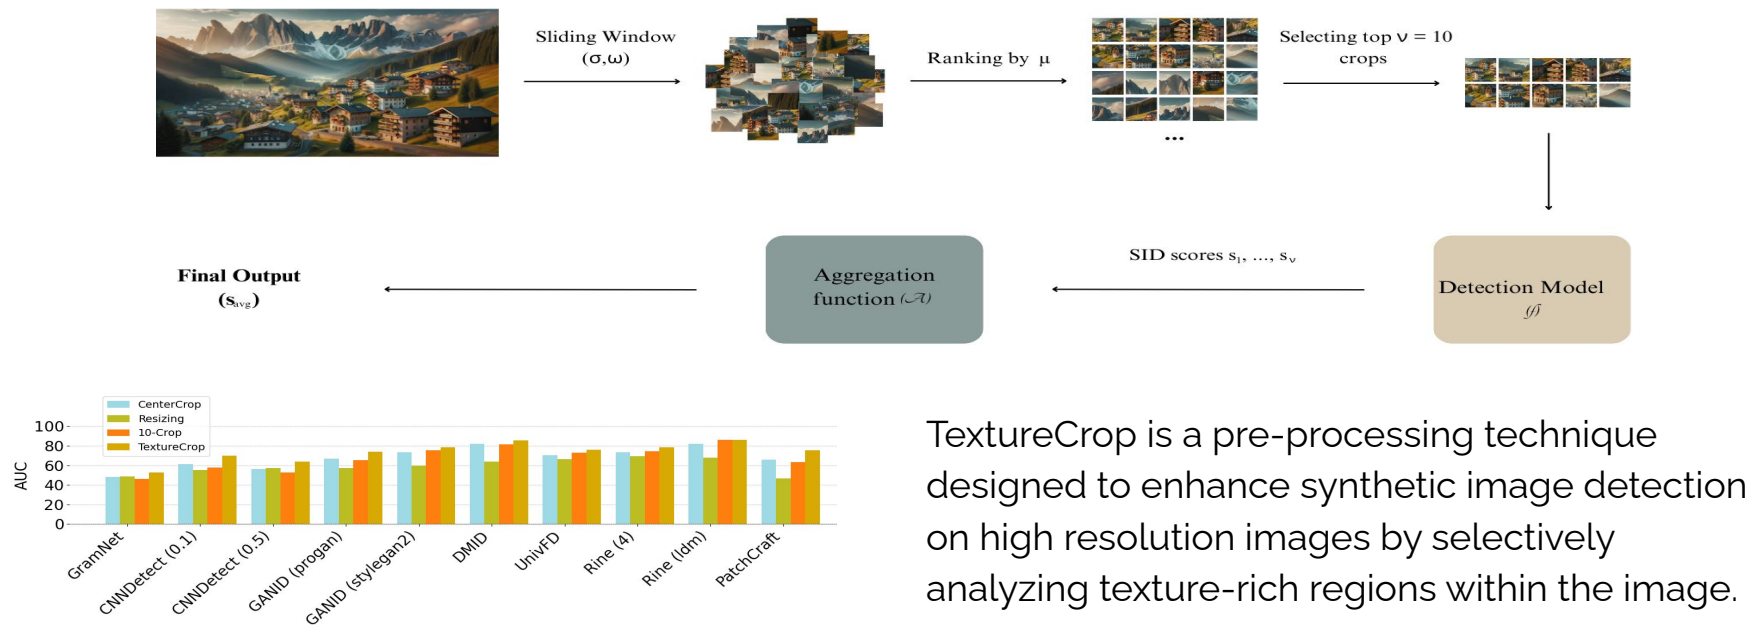 Sliding Window
(σ,ω)
Ranking by μ
Selecting top ν = 10
crops
...
Final Output
(s_avg)
Aggregation
function (𝒜)
SID scores s₁, ..., s_ν
Detection Model
AUC
100
80
60
40
20
0
CenterCrop
Resizing
10-Crop
TextureCrop
GramNet
CNNDetect (0.1)
CNNDetect (0.5)
GANID (progan)
GANID (stylegan2)
DMID
UnivFD
Rine (4)
Rine (ldm)
PatchCraft
TextureCrop is a pre-processing technique
designed to enhance synthetic image detection
on high resolution images by selectively
analyzing texture-rich regions within the image.